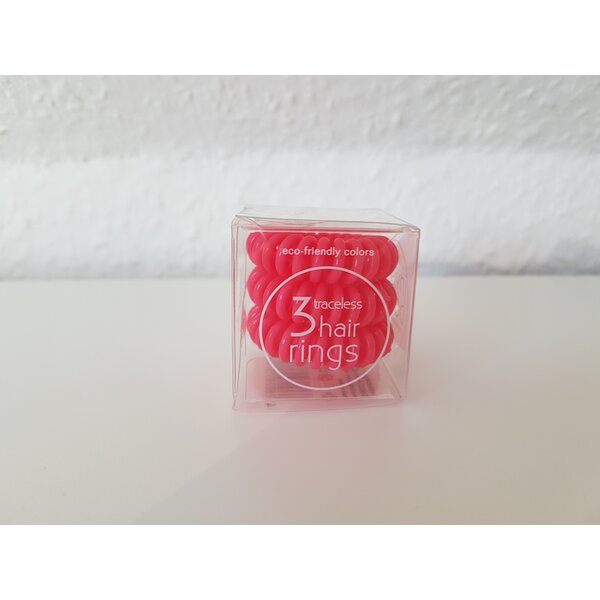 eco-friendly colors
3 traceless
hair
rings